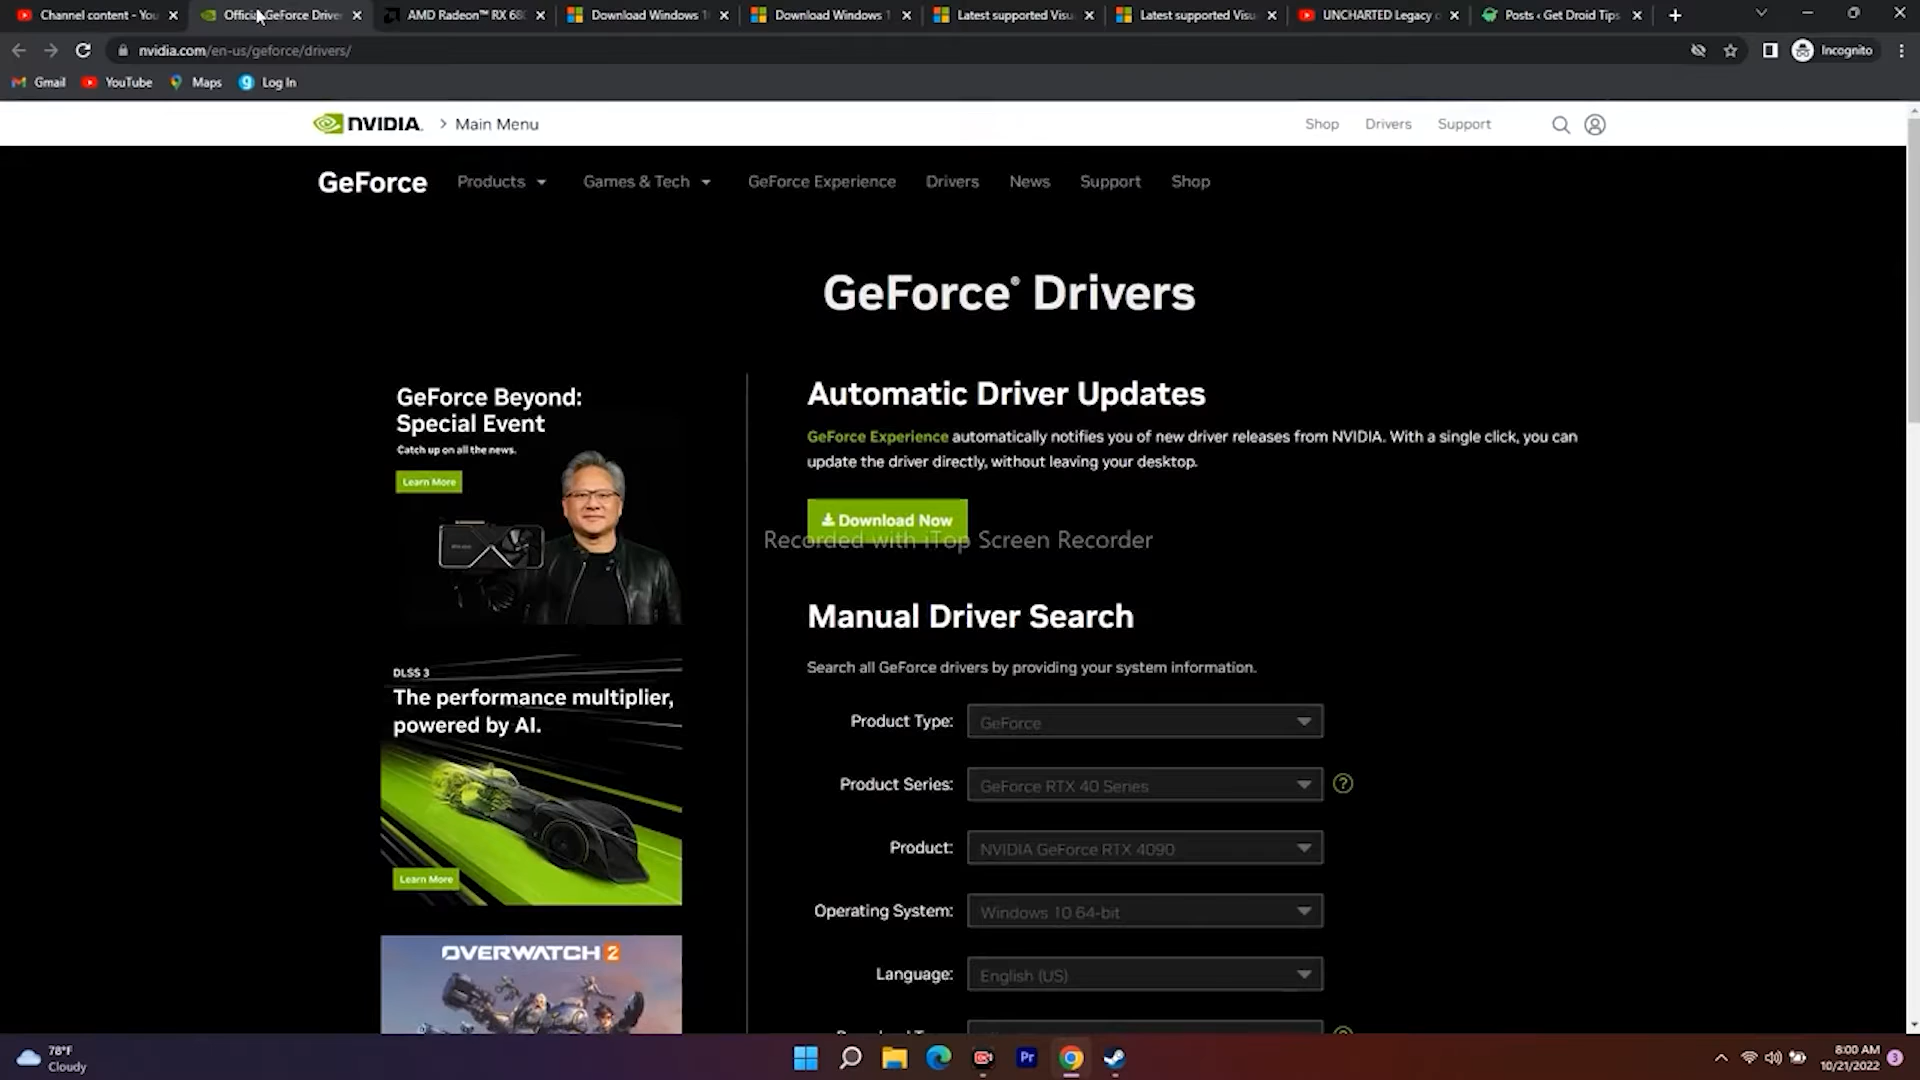 Channel content - You
Official GeForce Driver
AMD Radeon™ RX 680
Download Windows 1
Download Windows 1
Latest supported Visu
Latest supported Visu
UNCHARTED Legacy o
Posts ‹ Get Droid Tips
nvidia.com/en-us/geforce/drivers/
Incognito
Gmail
YouTube
Maps
Log In
NVIDIA.
Main Menu
Shop
Drivers
Support
GeForce
Products
Games & Tech
GeForce Experience
Drivers
News
Support
Shop
GeForce® Drivers
GeForce Beyond:
Special Event
Catch up on all the news.
Learn More
Automatic Driver Updates
GeForce Experience automatically notifies you of new driver releases from NVIDIA. With a single click, you can
update the driver directly, without leaving your desktop.
Download Now
Recorded with iTop Screen Recorder
Manual Driver Search
Search all GeForce drivers by providing your system information.
DLSS 3
The performance multiplier,
powered by AI.
Learn More
Product Type:
GeForce
Product Series:
GeForce RTX 40 Series
?
Product:
NVIDIA GeForce RTX 4090
Operating System:
Windows 10 64-bit
Language:
English (US)
OVERWATCH 2
78°F
Cloudy
Pr
8:00 AM
10/21/2022
3